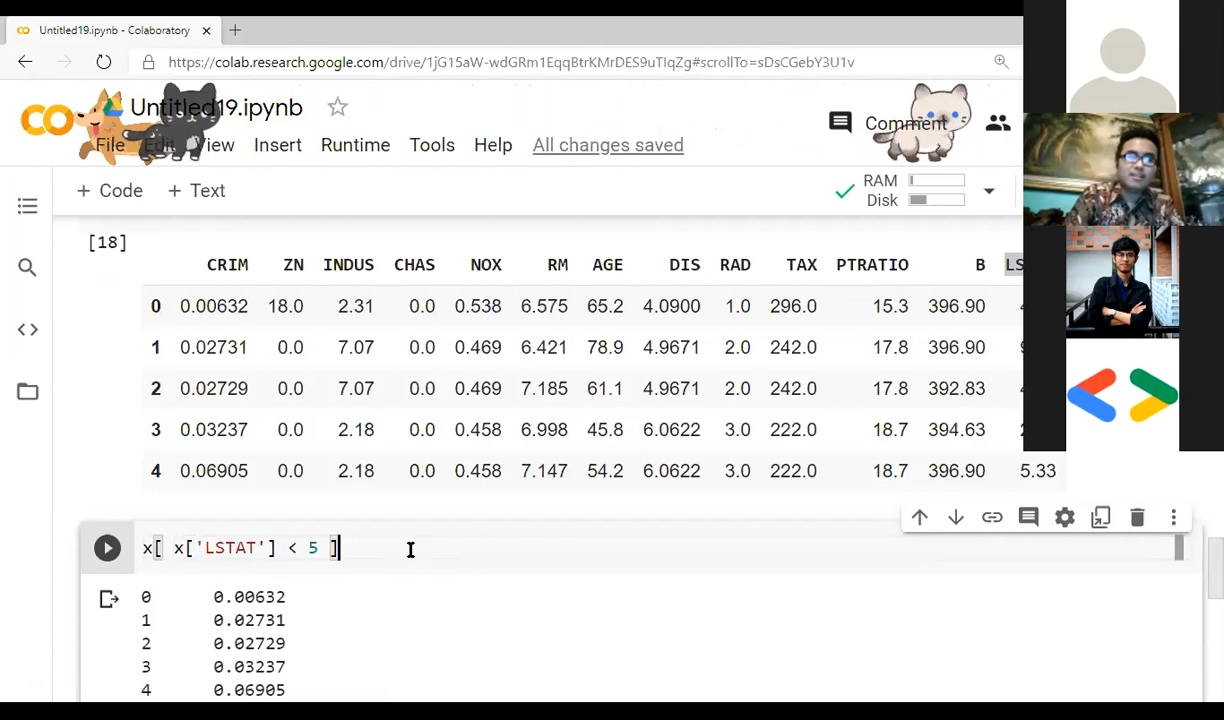 Untitled19.ipynb - Colaboratory
https://colab.research.google.com/drive/1jG15aW-wdGRm1EqqBtrKMrDES9uTlqZg#scrollTo=sDsCGebY3U1v
CO Untitled19.ipynb
Comment
File Edit View Insert Runtime Tools Help All changes saved
+ Code + Text
RAM
Disk
[18]
CRIM ZN INDUS CHAS NOX RM AGE DIS RAD TAX PTRATIO B
0 0.00632 18.0 2.31 0.0 0.538 6.575 65.2 4.0900 1.0 296.0 15.3 396.90
1 0.02731 0.0 7.07 0.0 0.469 6.421 78.9 4.9671 2.0 242.0 17.8 396.90
2 0.02729 0.0 7.07 0.0 0.469 7.185 61.1 4.9671 2.0 242.0 17.8 392.83
3 0.03237 0.0 2.18 0.0 0.458 6.998 45.8 6.0622 3.0 222.0 18.7 394.63
4 0.06905 0.0 2.18 0.0 0.458 7.147 54.2 6.0622 3.0 222.0 18.7 396.90 5.33
x[ x['LSTAT'] < 5 ]
0 0.00632
1 0.02731
2 0.02729
3 0.03237
4 0.06905